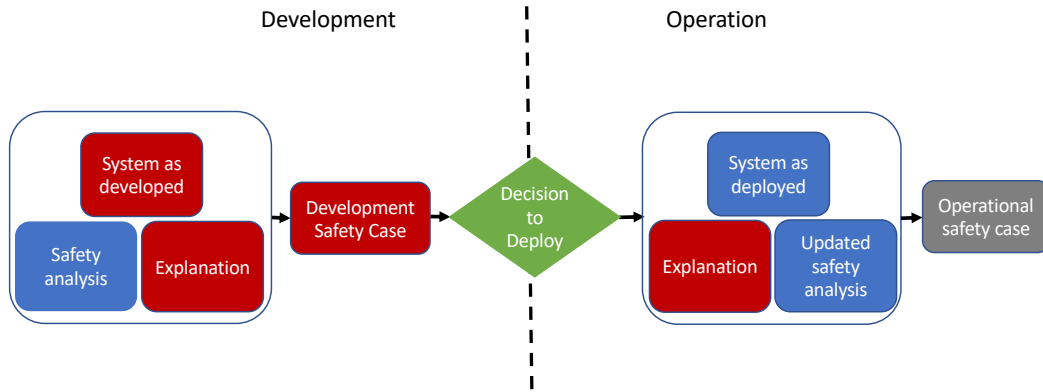 Development
Operation
System as
developed
Safety
analysis
Explanation
Development
Safety Case
Decision
to
Deploy
System as
deployed
Explanation
Updated
safety
analysis
Operational
safety case